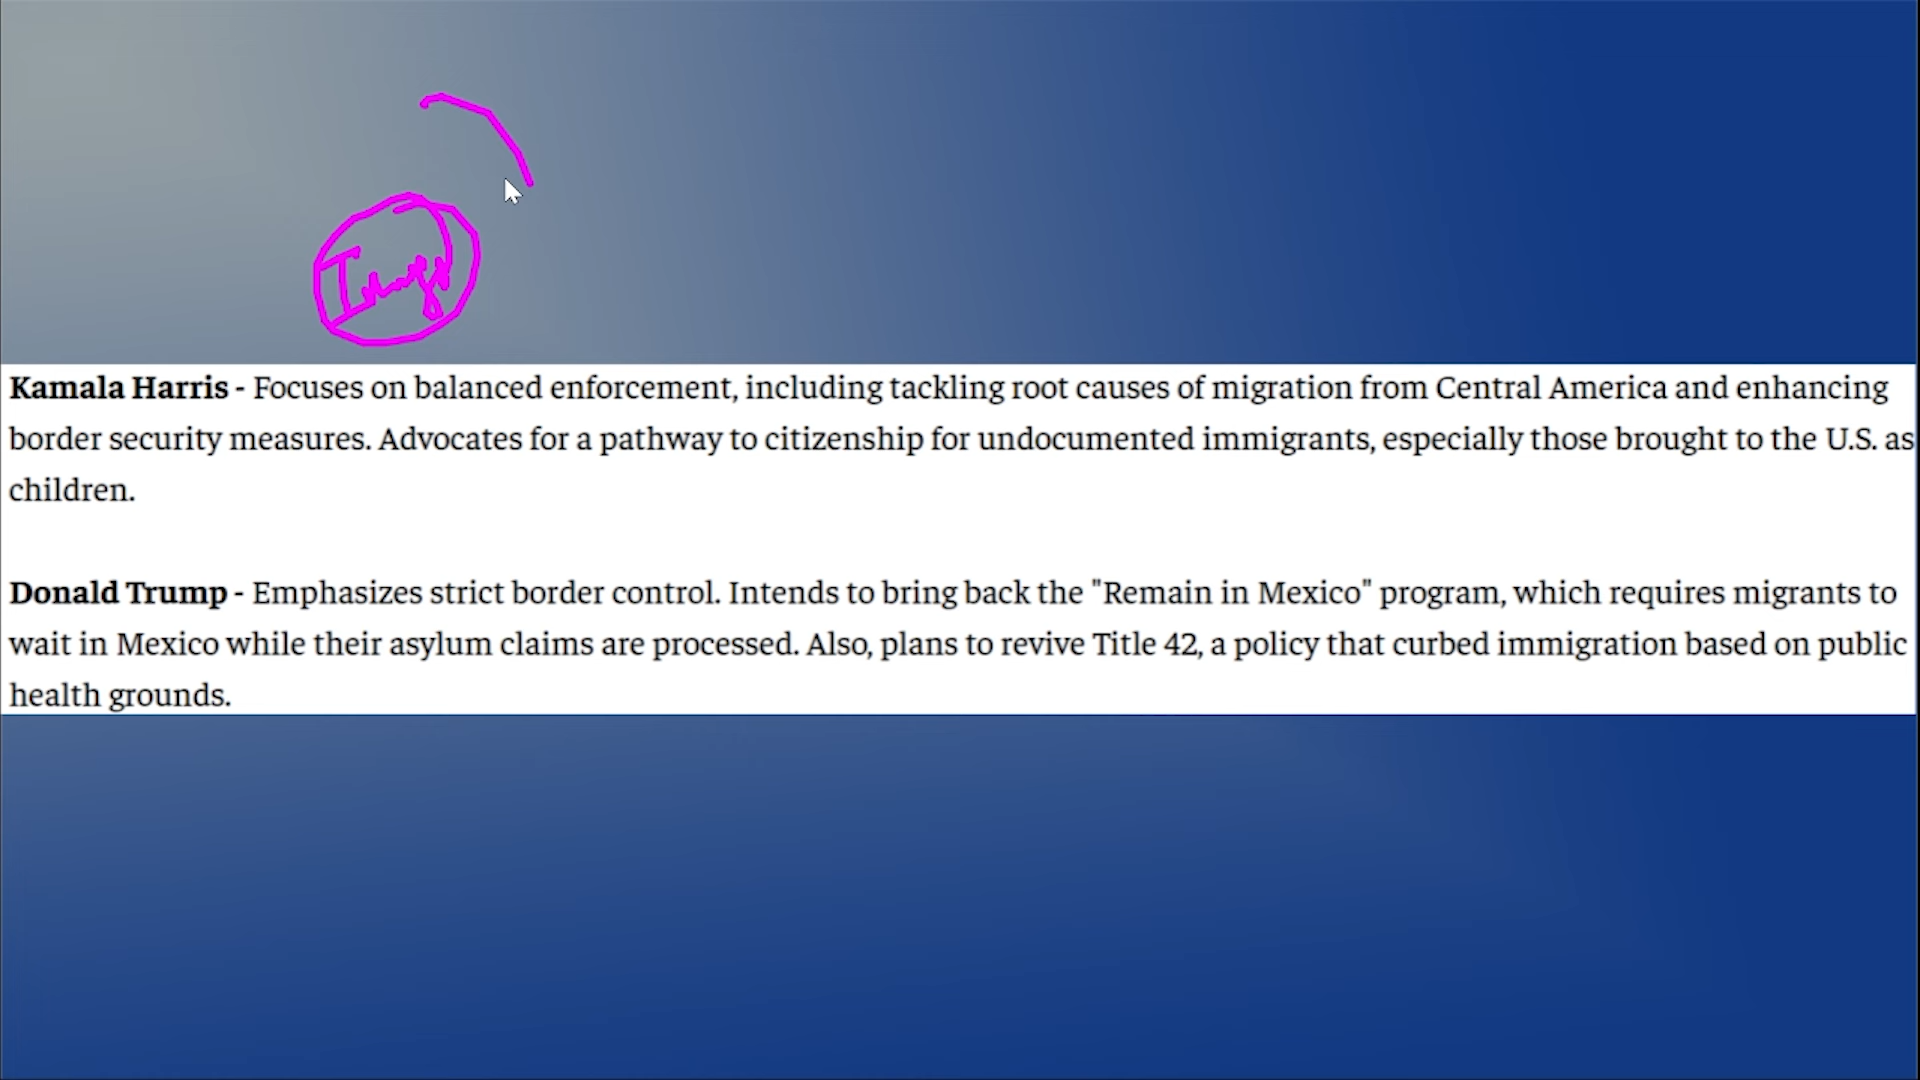 Kamala Harris - Focuses on balanced enforcement, including tackling root causes of migration from Central America and enhancing
border security measures. Advocates for a pathway to citizenship for undocumented immigrants, especially those brought to the U.S. as
children.
Donald Trump - Emphasizes strict border control. Intends to bring back the "Remain in Mexico" program, which requires migrants to
wait in Mexico while their asylum claims are processed. Also, plans to revive Title 42, a policy that curbed immigration based on public
health grounds.